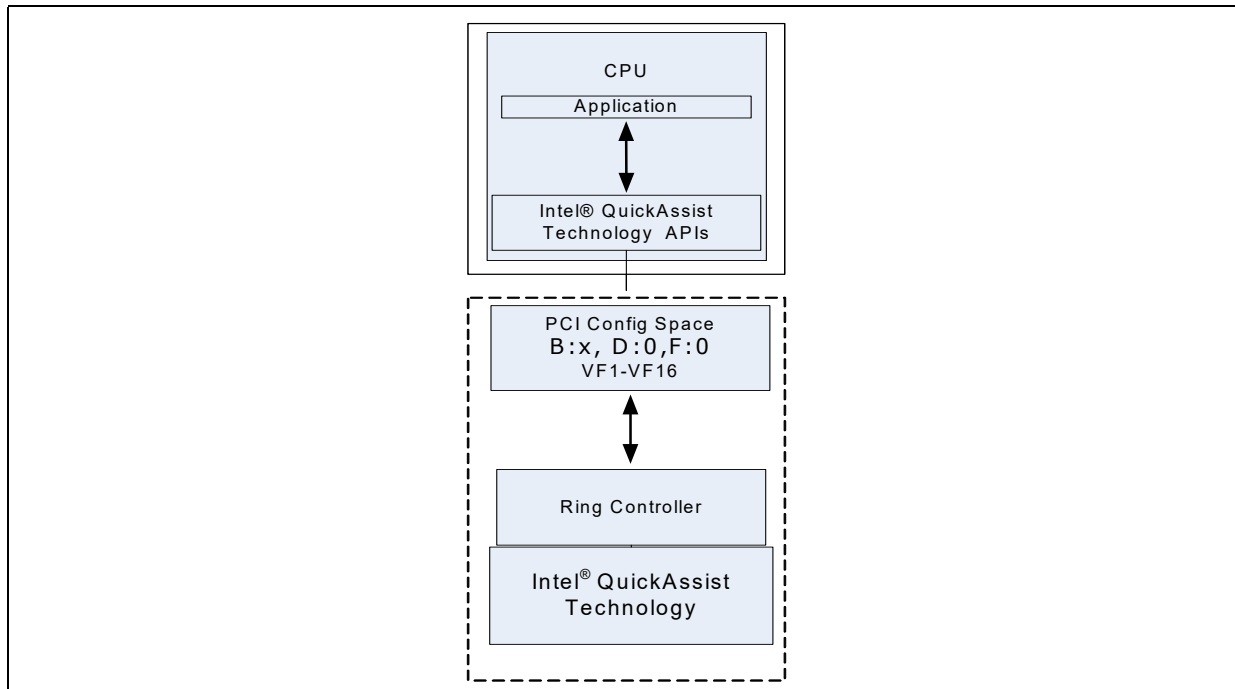 CPU
Application
Intel® QuickAssist
Technology APIs
PCI Config Space
B:x, D:0,F:0
VF1-VF16
Ring Controller
Intel® QuickAssist
Technology